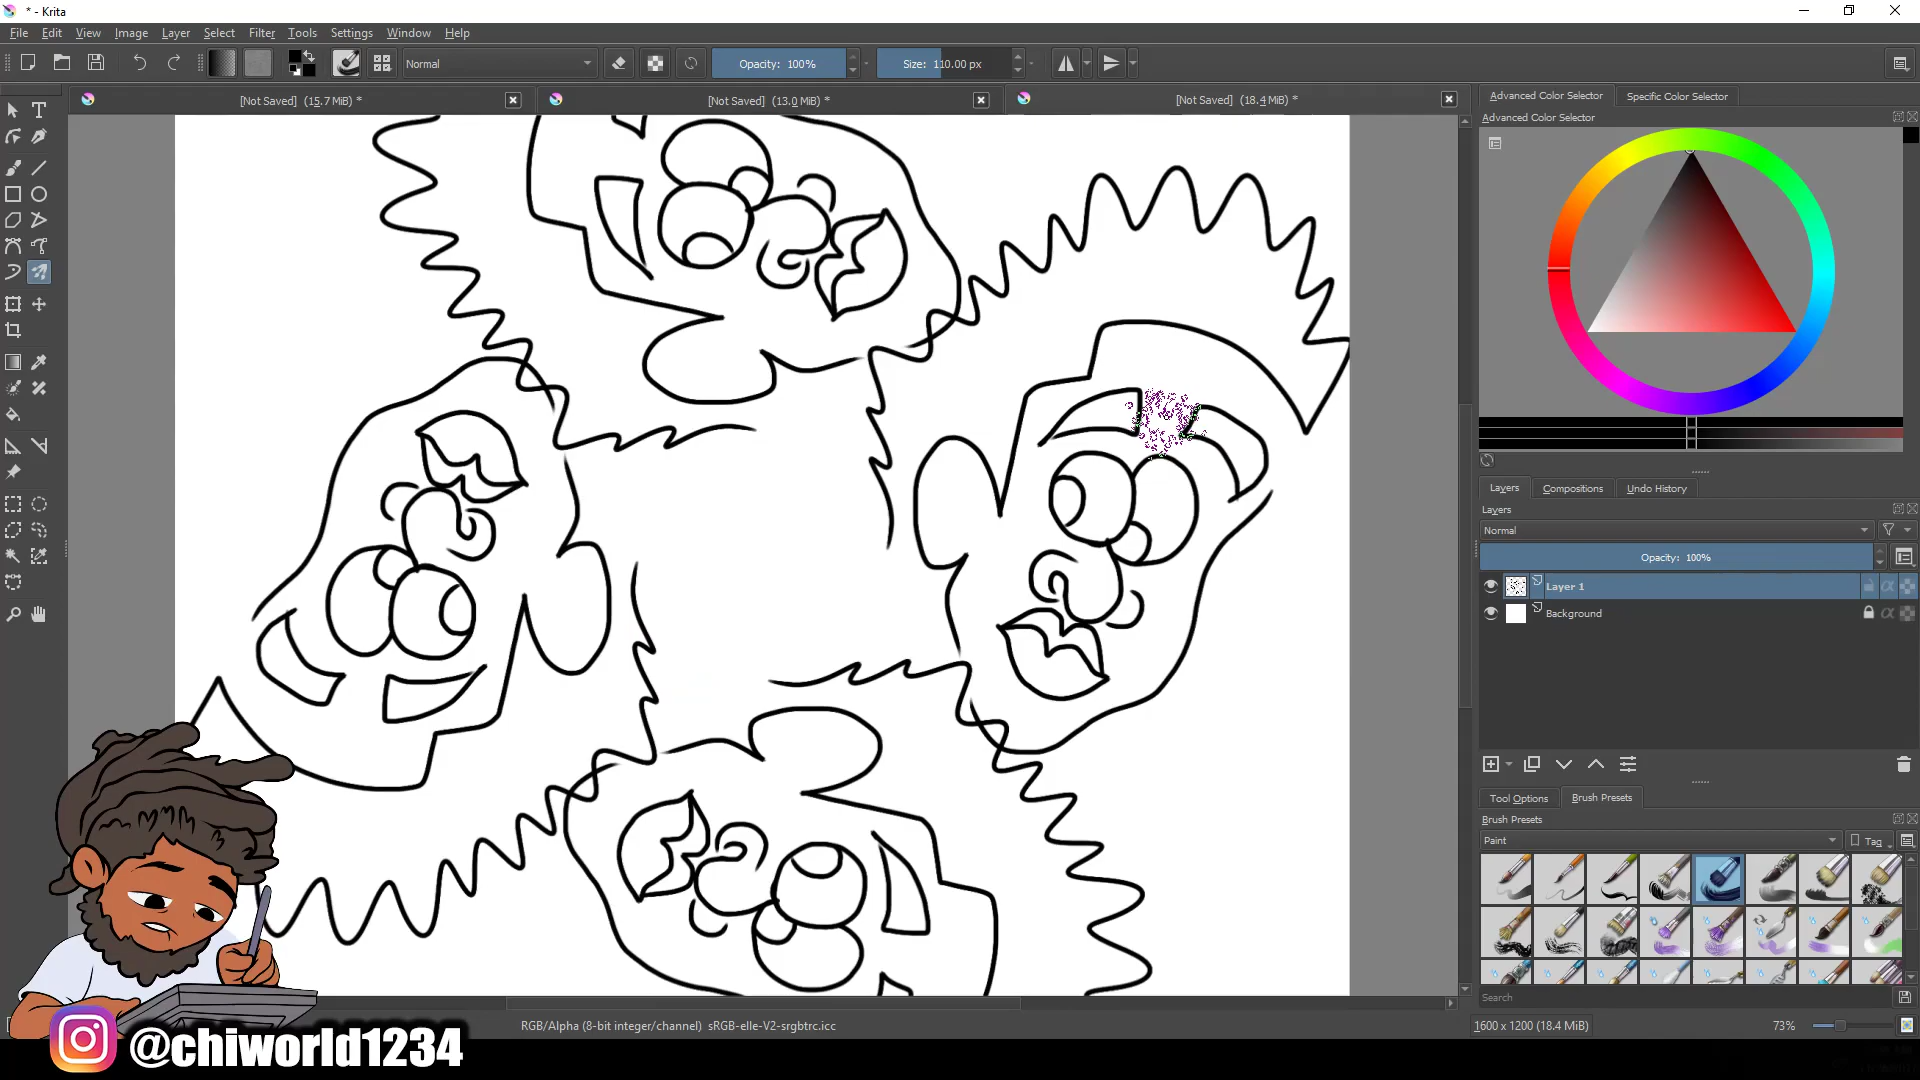 * - Krita
File Edit View Image Layer Select Filter Tools Settings Window Help
Normal
Opacity: 100%
Size: 110.00 px
[Not Saved] (15.7 MiB) *
[Not Saved] (13.0 MiB) *
[Not Saved] (18.4 MiB) *
Advanced Color Selector
Specific Color Selector
Advanced Color Selector
Layers
Compositions
Undo History
Layers
Normal
Opacity: 100%
Layer 1
Background
Tool Options
Brush Presets
Brush Presets
Paint
Tag
Search
RGB/Alpha (8-bit integer/channel) sRGB-elle-V2-srgbtrc.icc
1600 x 1200 (18.4 MiB)
73%
@chiworld1234